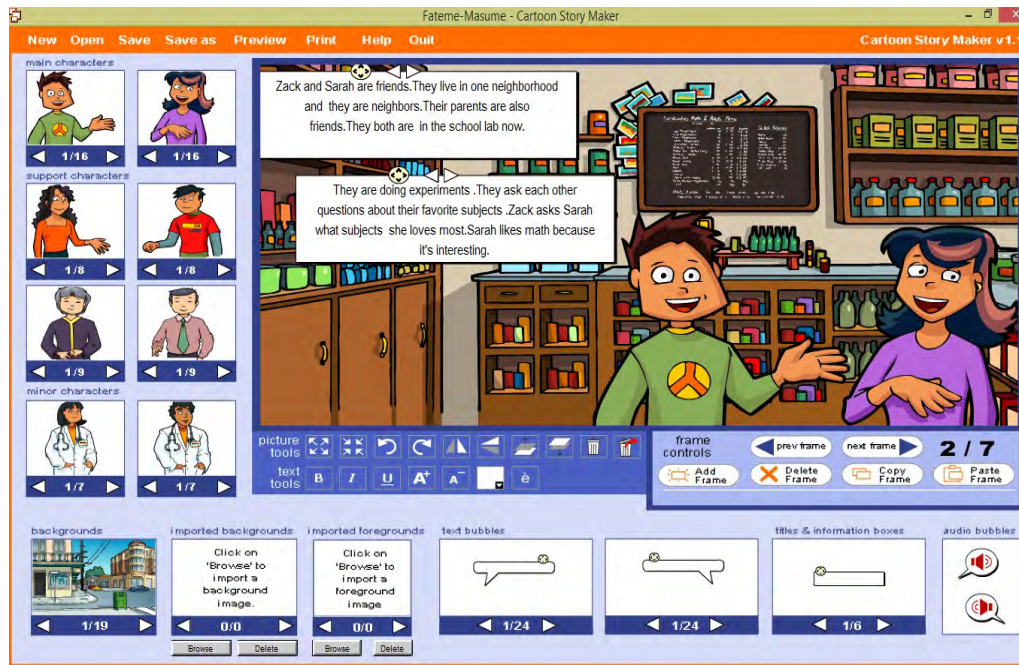 Fateme-Masume - Cartoon Story Maker
New Open Save Save as Preview Print Help Quit
Cartoon Story Maker v1.
main characters
1/16 1/16
support characters
1/8 1/8
1/9 1/9
minor characters
1/7 1/7
Zack and Sarah are friends.They live in one neighborhood
and they are neighbors.Their parents are also
friends.They both are in the school lab now.
They are doing experiments .They ask each other
questions about their favorite subjects .Zack asks Sarah
what subjects she loves most.Sarah likes math because
it's interesting.
picture
tools
text
tools
B I U A+ A− è
frame
controls
prev frame next frame 2 / 7
Add
Frame
Delete
Frame
Copy
Frame
Paste
Frame
backgrounds
1/19
imported backgrounds
Click on
'Browse' to
import a
background
image.
0/0
Browse Delete
imported foregrounds
Click on
'Browse' to
import a
foreground
image
0/0
Browse Delete
text bubbles
1/24 1/24
titles & information boxes
1/6
audio bubbles